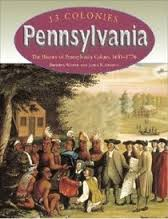 13 COLONIES
Pennsylvania
The History of Pennsylvania Colony, 1681–1776